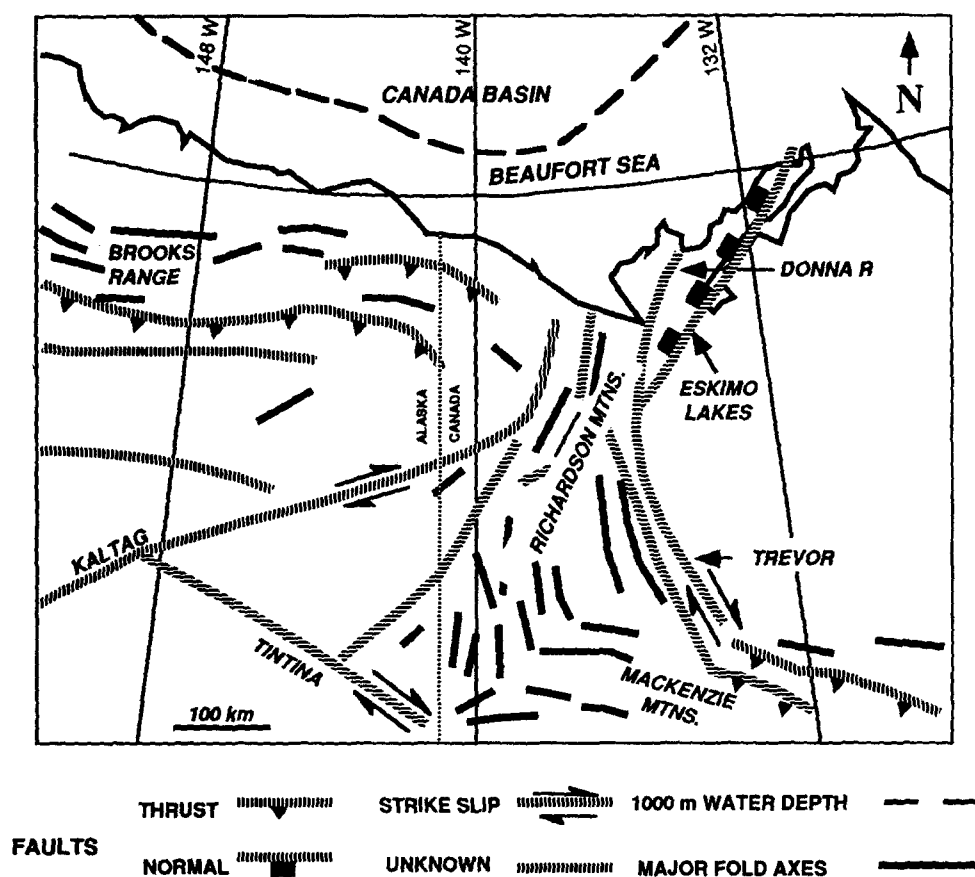 148 W
140 W
132 W
N
CANADA BASIN
BEAUFORT SEA
BROOKS
RANGE
DONNA R
ESKIMO
LAKES
ALASKA
CANADA
RICHARDSON MTNS.
KALTAG
TREVOR
TINTINA
MACKENZIE
MTNS.
100 km
THRUST
STRIKE SLIP
1000 m WATER DEPTH
FAULTS
NORMAL
UNKNOWN
MAJOR FOLD AXES